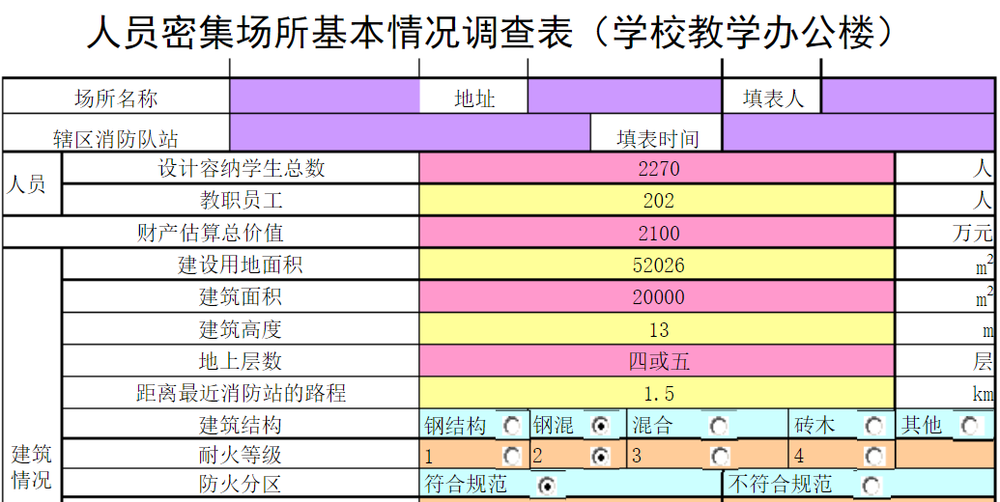 人员密集场所基本情况调查表（学校教学办公楼）
场所名称 地址 填表人
辖区消防队站 填表时间
人员 设计容纳学生总数 2270 人
教职员工 202 人
财产估算总价值 2100 万元
建筑情况 建设用地面积 52026 m²
建筑面积 20000 m²
建筑高度 13 m
地上层数 四或五 层
距离最近消防站的路程 1.5 km
建筑结构 钢结构 钢混 混合 砖木 其他
耐火等级 1 2 3 4
防火分区 符合规范 不符合规范